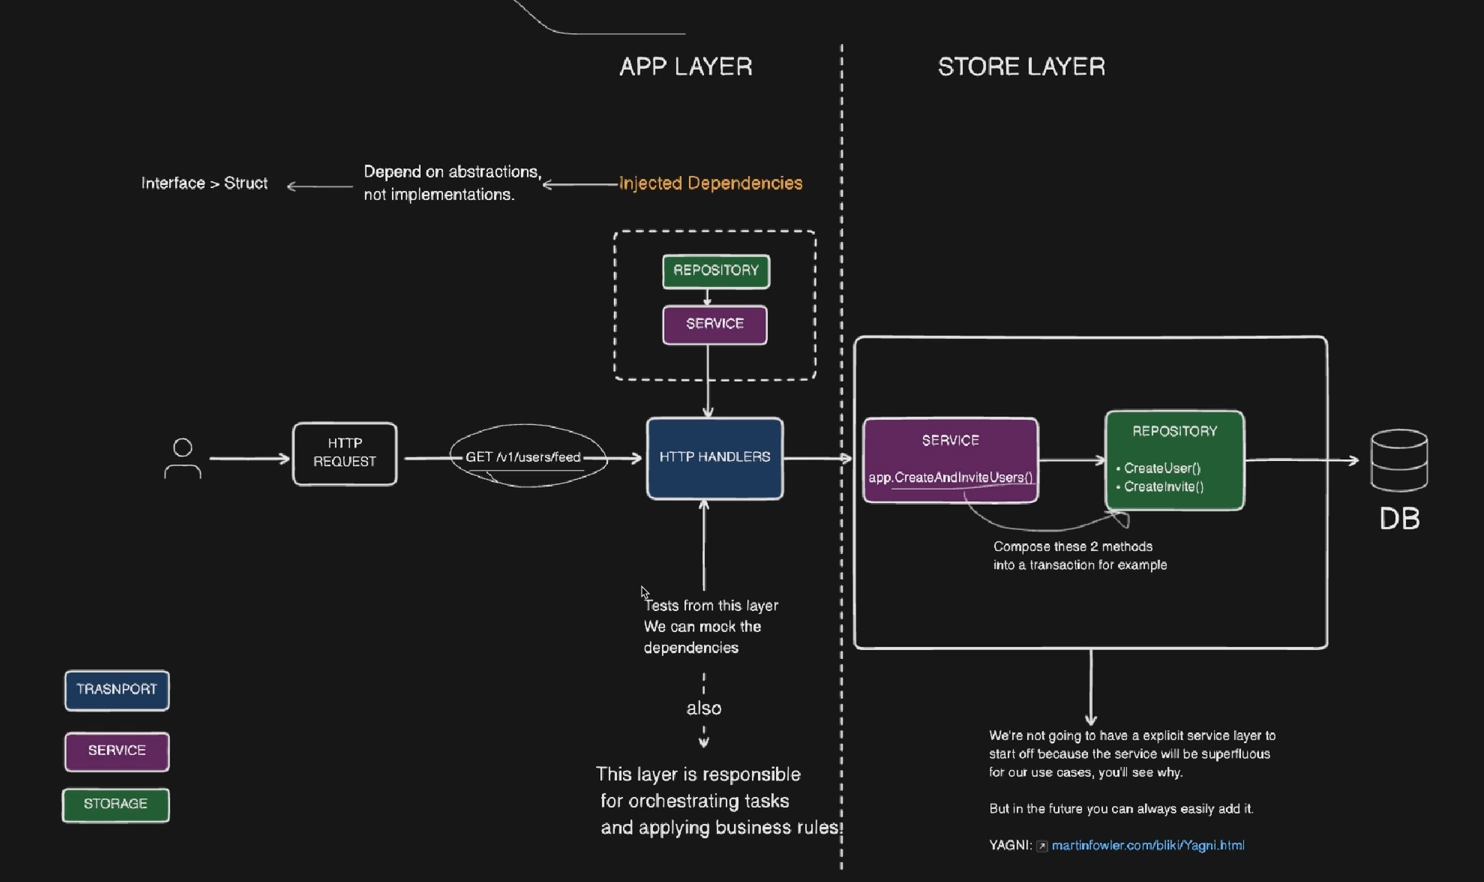 APP LAYER
STORE LAYER
Interface > Struct
Depend on abstractions,
not implementations.
Injected Dependencies
REPOSITORY
SERVICE
HTTP
REQUEST
GET /v1/users/feed
HTTP HANDLERS
SERVICE
app.CreateAndInviteUsers()
REPOSITORY
• CreateUser()
• CreateInvite()
DB
Compose these 2 methods
into a transaction for example
Tests from this layer
We can mock the
dependencies
also
This layer is responsible
for orchestrating tasks
and applying business rules!
TRASNPORT
SERVICE
STORAGE
We're not going to have a explicit service layer to
start off because the service will be superfluous
for our use cases, you'll see why.
But in the future you can always easily add it.
YAGNI: martinfowler.com/bliki/Yagni.html